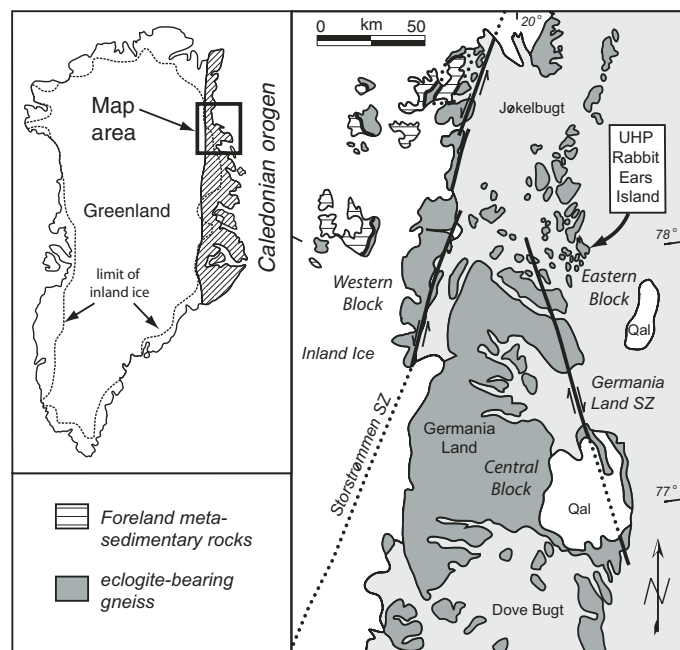 Map
area
Greenland
limit of
inland ice
Caledonian orogen
Foreland meta-
sedimentary rocks
eclogite-bearing
gneiss
0 km 50
20°
Jøkelbugt
UHP
Rabbit
Ears
Island
78°
Western
Block
Eastern
Block
Qal
Inland Ice
Germania
Land SZ
Storstrømmen SZ
Germania
Land
Central
Block
Qal
77°
Dove Bugt
N